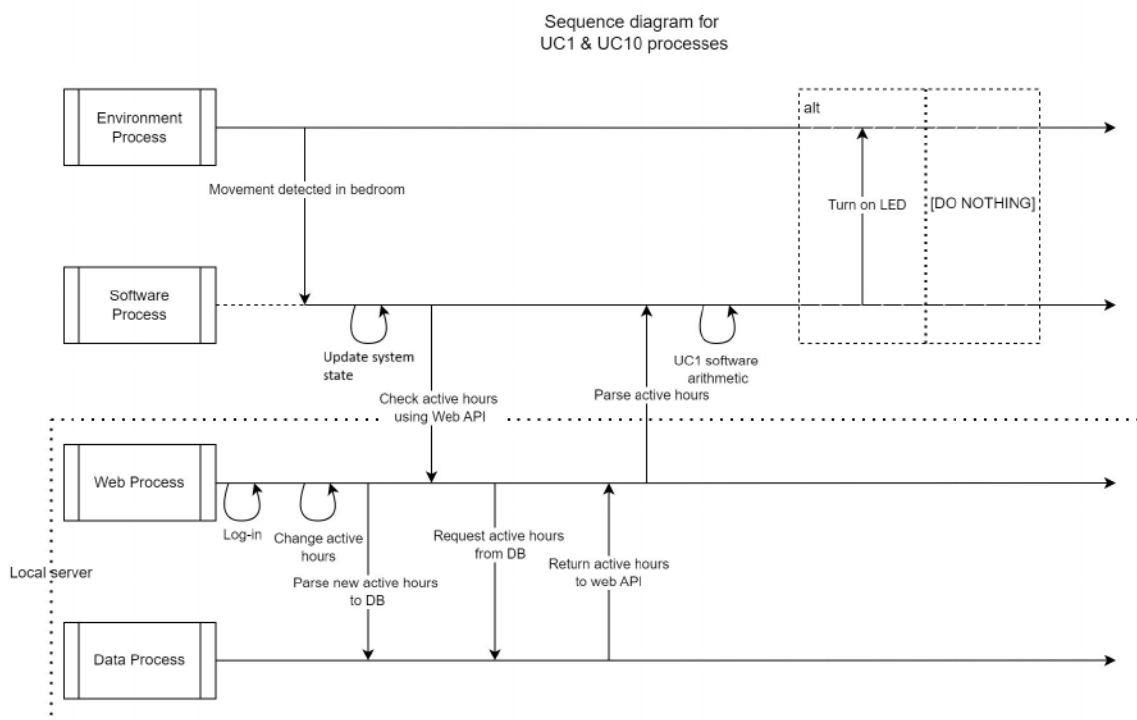 Sequence diagram for
UC1 & UC10 processes
Environment
Process
alt
Movement detected in bedroom
Turn on LED
[DO NOTHING]
Software
Process
Update system
state
UC1 software
arithmetic
Check active hours
using Web API
Parse active hours
Web Process
Log-in
Change active
hours
Request active hours
from DB
Return active hours
to web API
Local server
Parse new active hours
to DB
Data Process